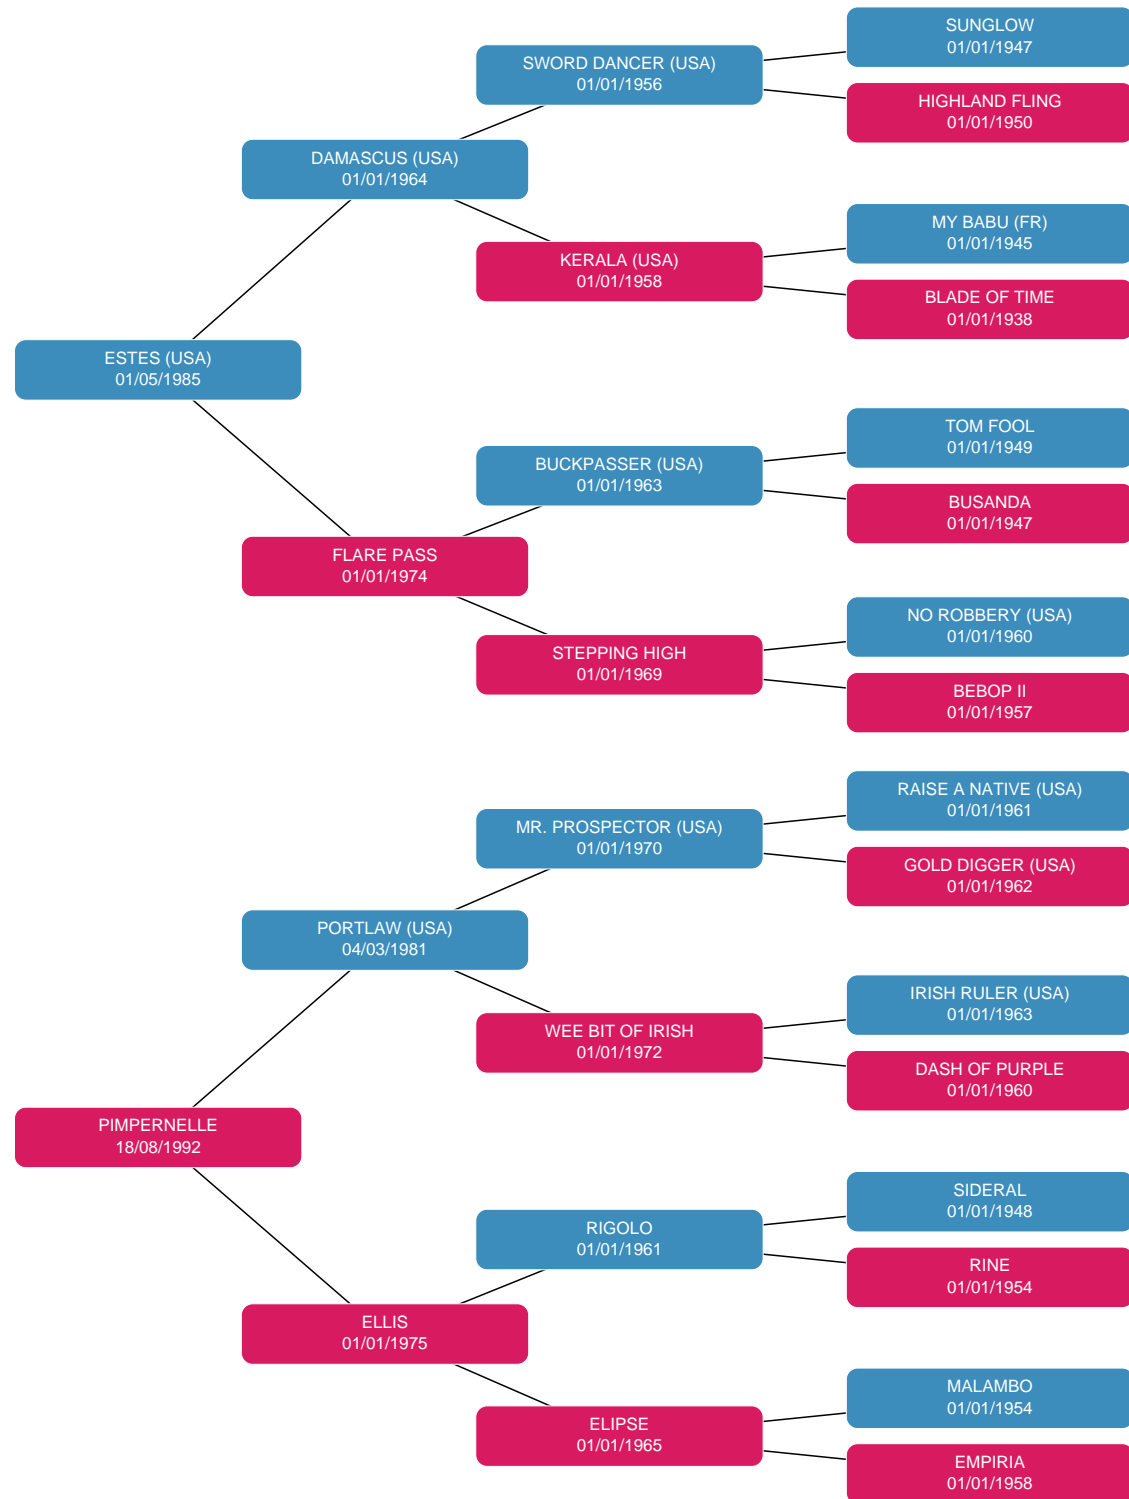 SUNGLOW
01/01/1947
SWORD DANCER (USA)
01/01/1956
HIGHLAND FLING
01/01/1950
DAMASCUS (USA)
01/01/1964
MY BABU (FR)
01/01/1945
KERALA (USA)
01/01/1958
BLADE OF TIME
01/01/1938
ESTES (USA)
01/05/1985
TOM FOOL
01/01/1949
BUCKPASSER (USA)
01/01/1963
BUSANDA
01/01/1947
FLARE PASS
01/01/1974
NO ROBBERY (USA)
01/01/1960
STEPPING HIGH
01/01/1969
BEBOP II
01/01/1957
RAISE A NATIVE (USA)
01/01/1961
MR. PROSPECTOR (USA)
01/01/1970
GOLD DIGGER (USA)
01/01/1962
PORTLAW (USA)
04/03/1981
IRISH RULER (USA)
01/01/1963
WEE BIT OF IRISH
01/01/1972
DASH OF PURPLE
01/01/1960
PIMPERNELLE
18/08/1992
SIDERAL
01/01/1948
RIGOLO
01/01/1961
RINE
01/01/1954
ELLIS
01/01/1975
MALAMBO
01/01/1954
ELIPSE
01/01/1965
EMPIRIA
01/01/1958